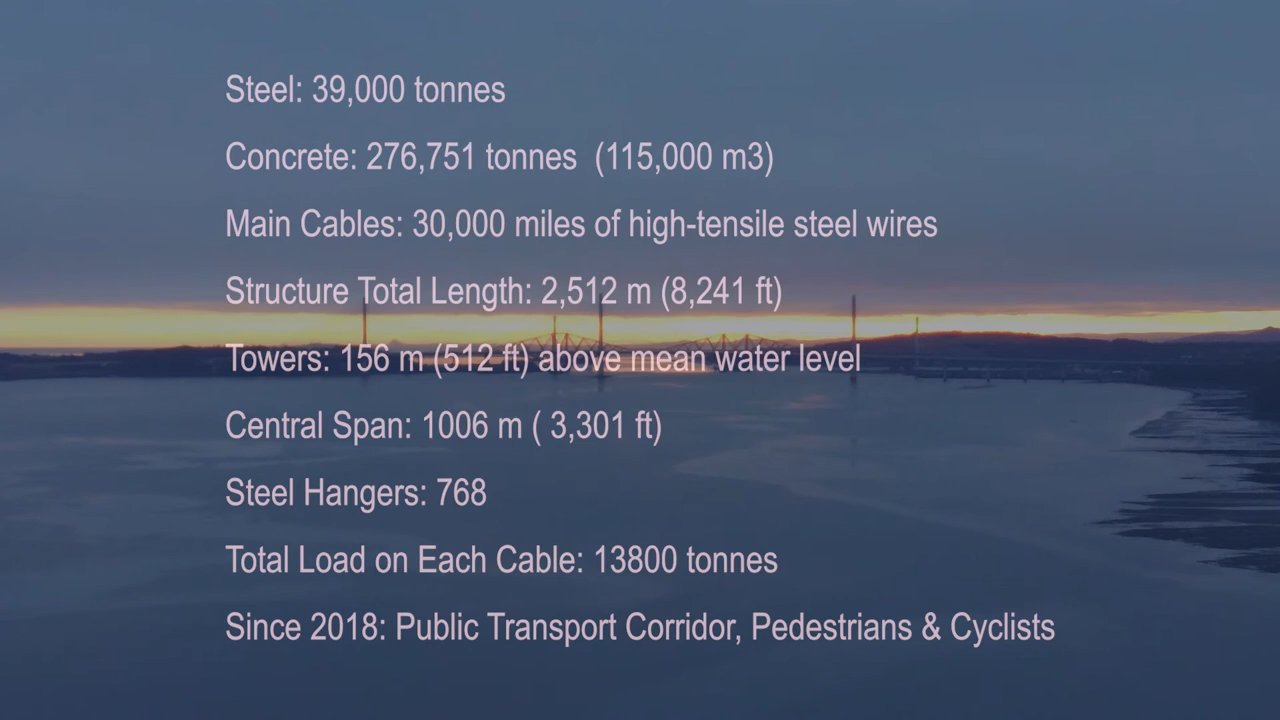 Steel: 39,000 tonnes
Concrete: 276,751 tonnes  (115,000 m3)
Main Cables: 30,000 miles of high-tensile steel wires
Structure Total Length: 2,512 m (8,241 ft)
Towers: 156 m (512 ft) above mean water level
Central Span: 1006 m ( 3,301 ft)
Steel Hangers: 768
Total Load on Each Cable: 13800 tonnes
Since 2018: Public Transport Corridor, Pedestrians & Cyclists